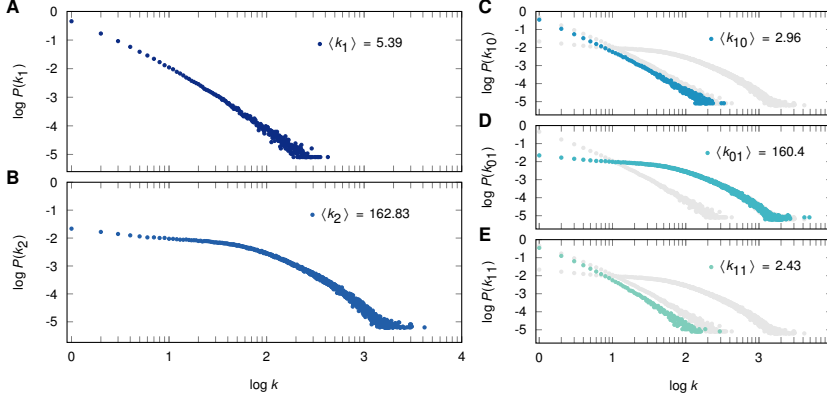 A
0
-1
-2
-3
-4
-5
log P(k₁)
⟨k₁⟩ = 5.39
B
0
-1
-2
-3
-4
-5
log P(k₂)
⟨k₂⟩ = 162.83
0
1
2
3
4
log k
C
0
-1
-2
-3
-4
-5
log P(k₁₀)
⟨k₁₀⟩ = 2.96
D
0
-1
-2
-3
-4
-5
log P(k₀₁)
⟨k₀₁⟩ = 160.4
E
0
-1
-2
-3
-4
-5
log P(k₁₁)
⟨k₁₁⟩ = 2.43
0
1
2
3
log k